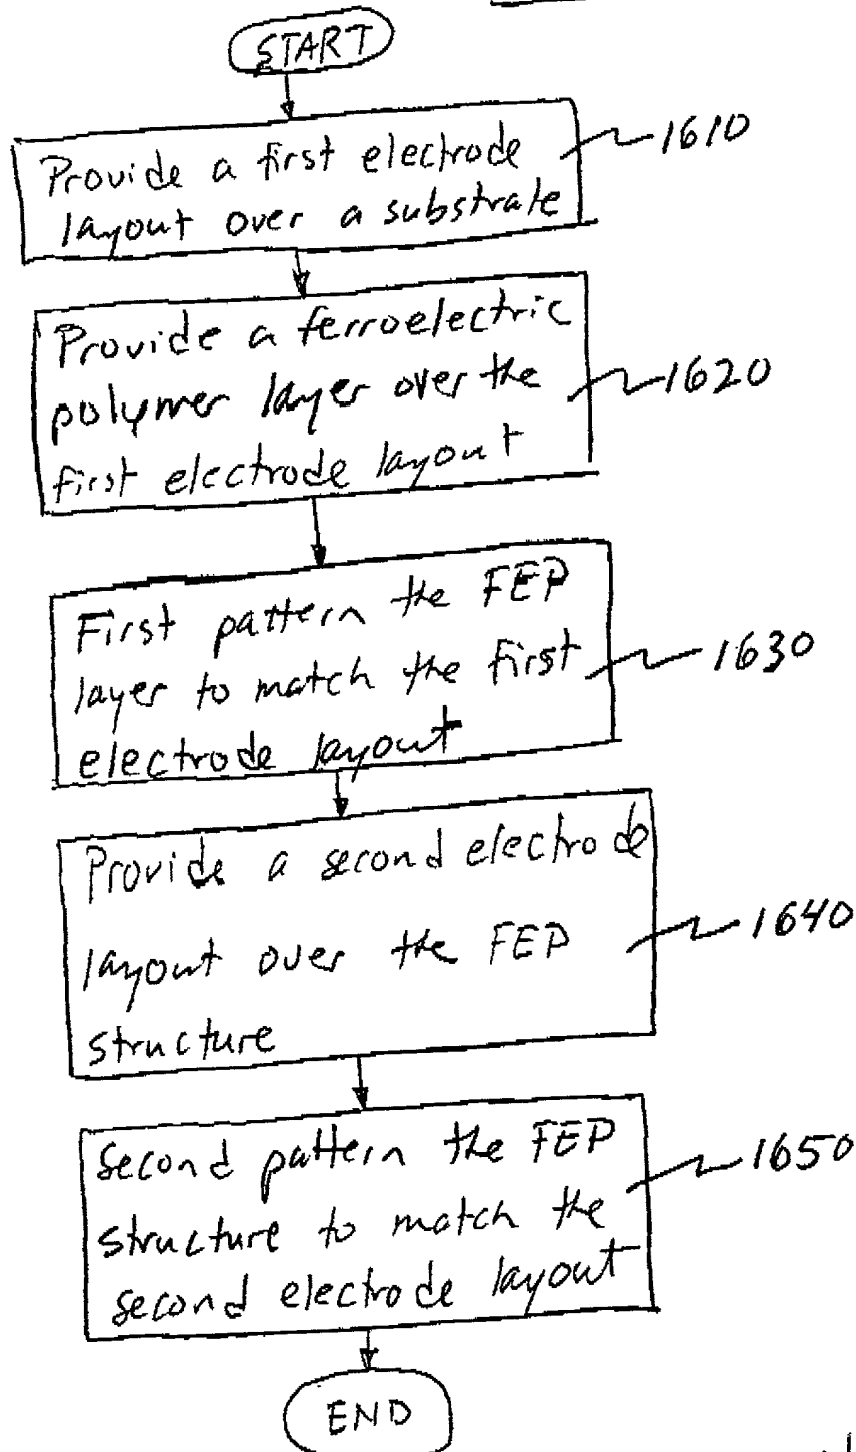 START
Provide a first electrode
layout over a substrate
1610
Provide a ferroelectric
polymer layer over the
first electrode layout
1620
First pattern the FEP
layer to match the first
electrode layout
1630
Provide a second electrode
layout over the FEP
structure
1640
Second pattern the FEP
structure to match the
second electrode layout
1650
END